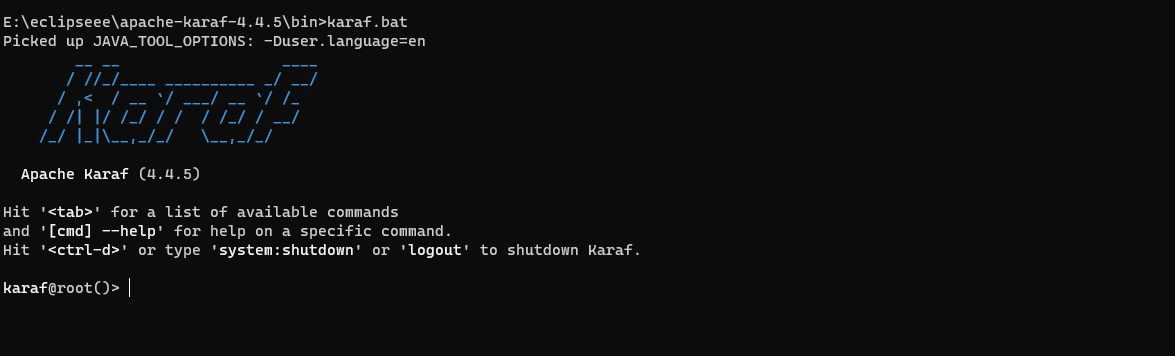 E:\eclipseee\apache-karaf-4.4.5\bin>karaf.bat
Picked up JAVA_TOOL_OPTIONS: -Duser.language=en
        __ __                  ____
       / //_/____ __________ _/ __/
      / ,<  / __ `/ ___/ __ `/ /_
     / /| |/ /_/ / /  / /_/ / __/
    /_/ |_|\__,_/_/   \__,_/_/
  Apache Karaf (4.4.5)
Hit '<tab>' for a list of available commands
and '[cmd] --help' for help on a specific command.
Hit '<ctrl-d>' or type 'system:shutdown' or 'logout' to shutdown Karaf.
karaf@root()>